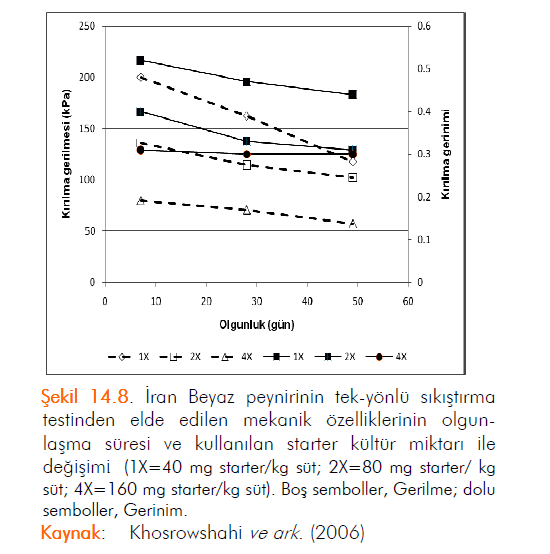 250
200
150
100
50
0
Kırılma gerilmesi (kPa)
0.6
0.5
0.4
0.3
0.2
0.1
0
Kırılma gerinimi
0 10 20 30 40 50 60
Olgunluk (gün)
1X 2X 4X 1X 2X 4X
Şekil 14.8. İran Beyaz peynirinin tek-yönlü sıkıştırma
testinden elde edilen mekanik özelliklerinin olgun-
laşma süresi ve kullanılan starter kültür miktarı ile
değişimi (1X=40 mg starter/kg süt; 2X=80 mg starter/ kg
süt; 4X=160 mg starter/kg süt). Boş semboller, Gerilme; dolu
semboller, Gerinim.
Kaynak: Khosrowshahi ve ark. (2006)